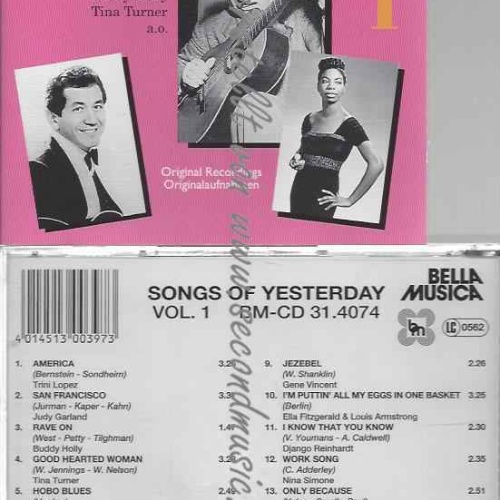 Tina Turner
a.o.
1
Original Recordings
Originalaufnahmen
4 014513 003973
SONGS OF YESTERDAY
VOL. 1 BM-CD 31.4074
BELLA
MUSICA
bm
LC 0562
1. AMERICA
(Bernstein - Sondheim)
Trini Lopez
2. SAN FRANCISCO
(Jurman - Kaper - Kahn)
Judy Garland
3. RAVE ON
(West - Petty - Tilghman)
Buddy Holly
4. GOOD HEARTED WOMAN
(W. Jennings - W. Nelson)
Tina Turner
5. HOBO BLUES
2.49
9. JEZEBEL 2.26
(W. Shanklin)
Gene Vincent
10. I'M PUTTIN' ALL MY EGGS IN ONE BASKET 3.25
(Berlin)
Ella Fitzgerald & Louis Armstrong
11. I KNOW THAT YOU KNOW 2.30
(V. Youmans - A. Caldwell)
Django Reinhardt
12. WORK SONG 2.35
(C. Adderley)
Nina Simone
13. ONLY BECAUSE 2.51